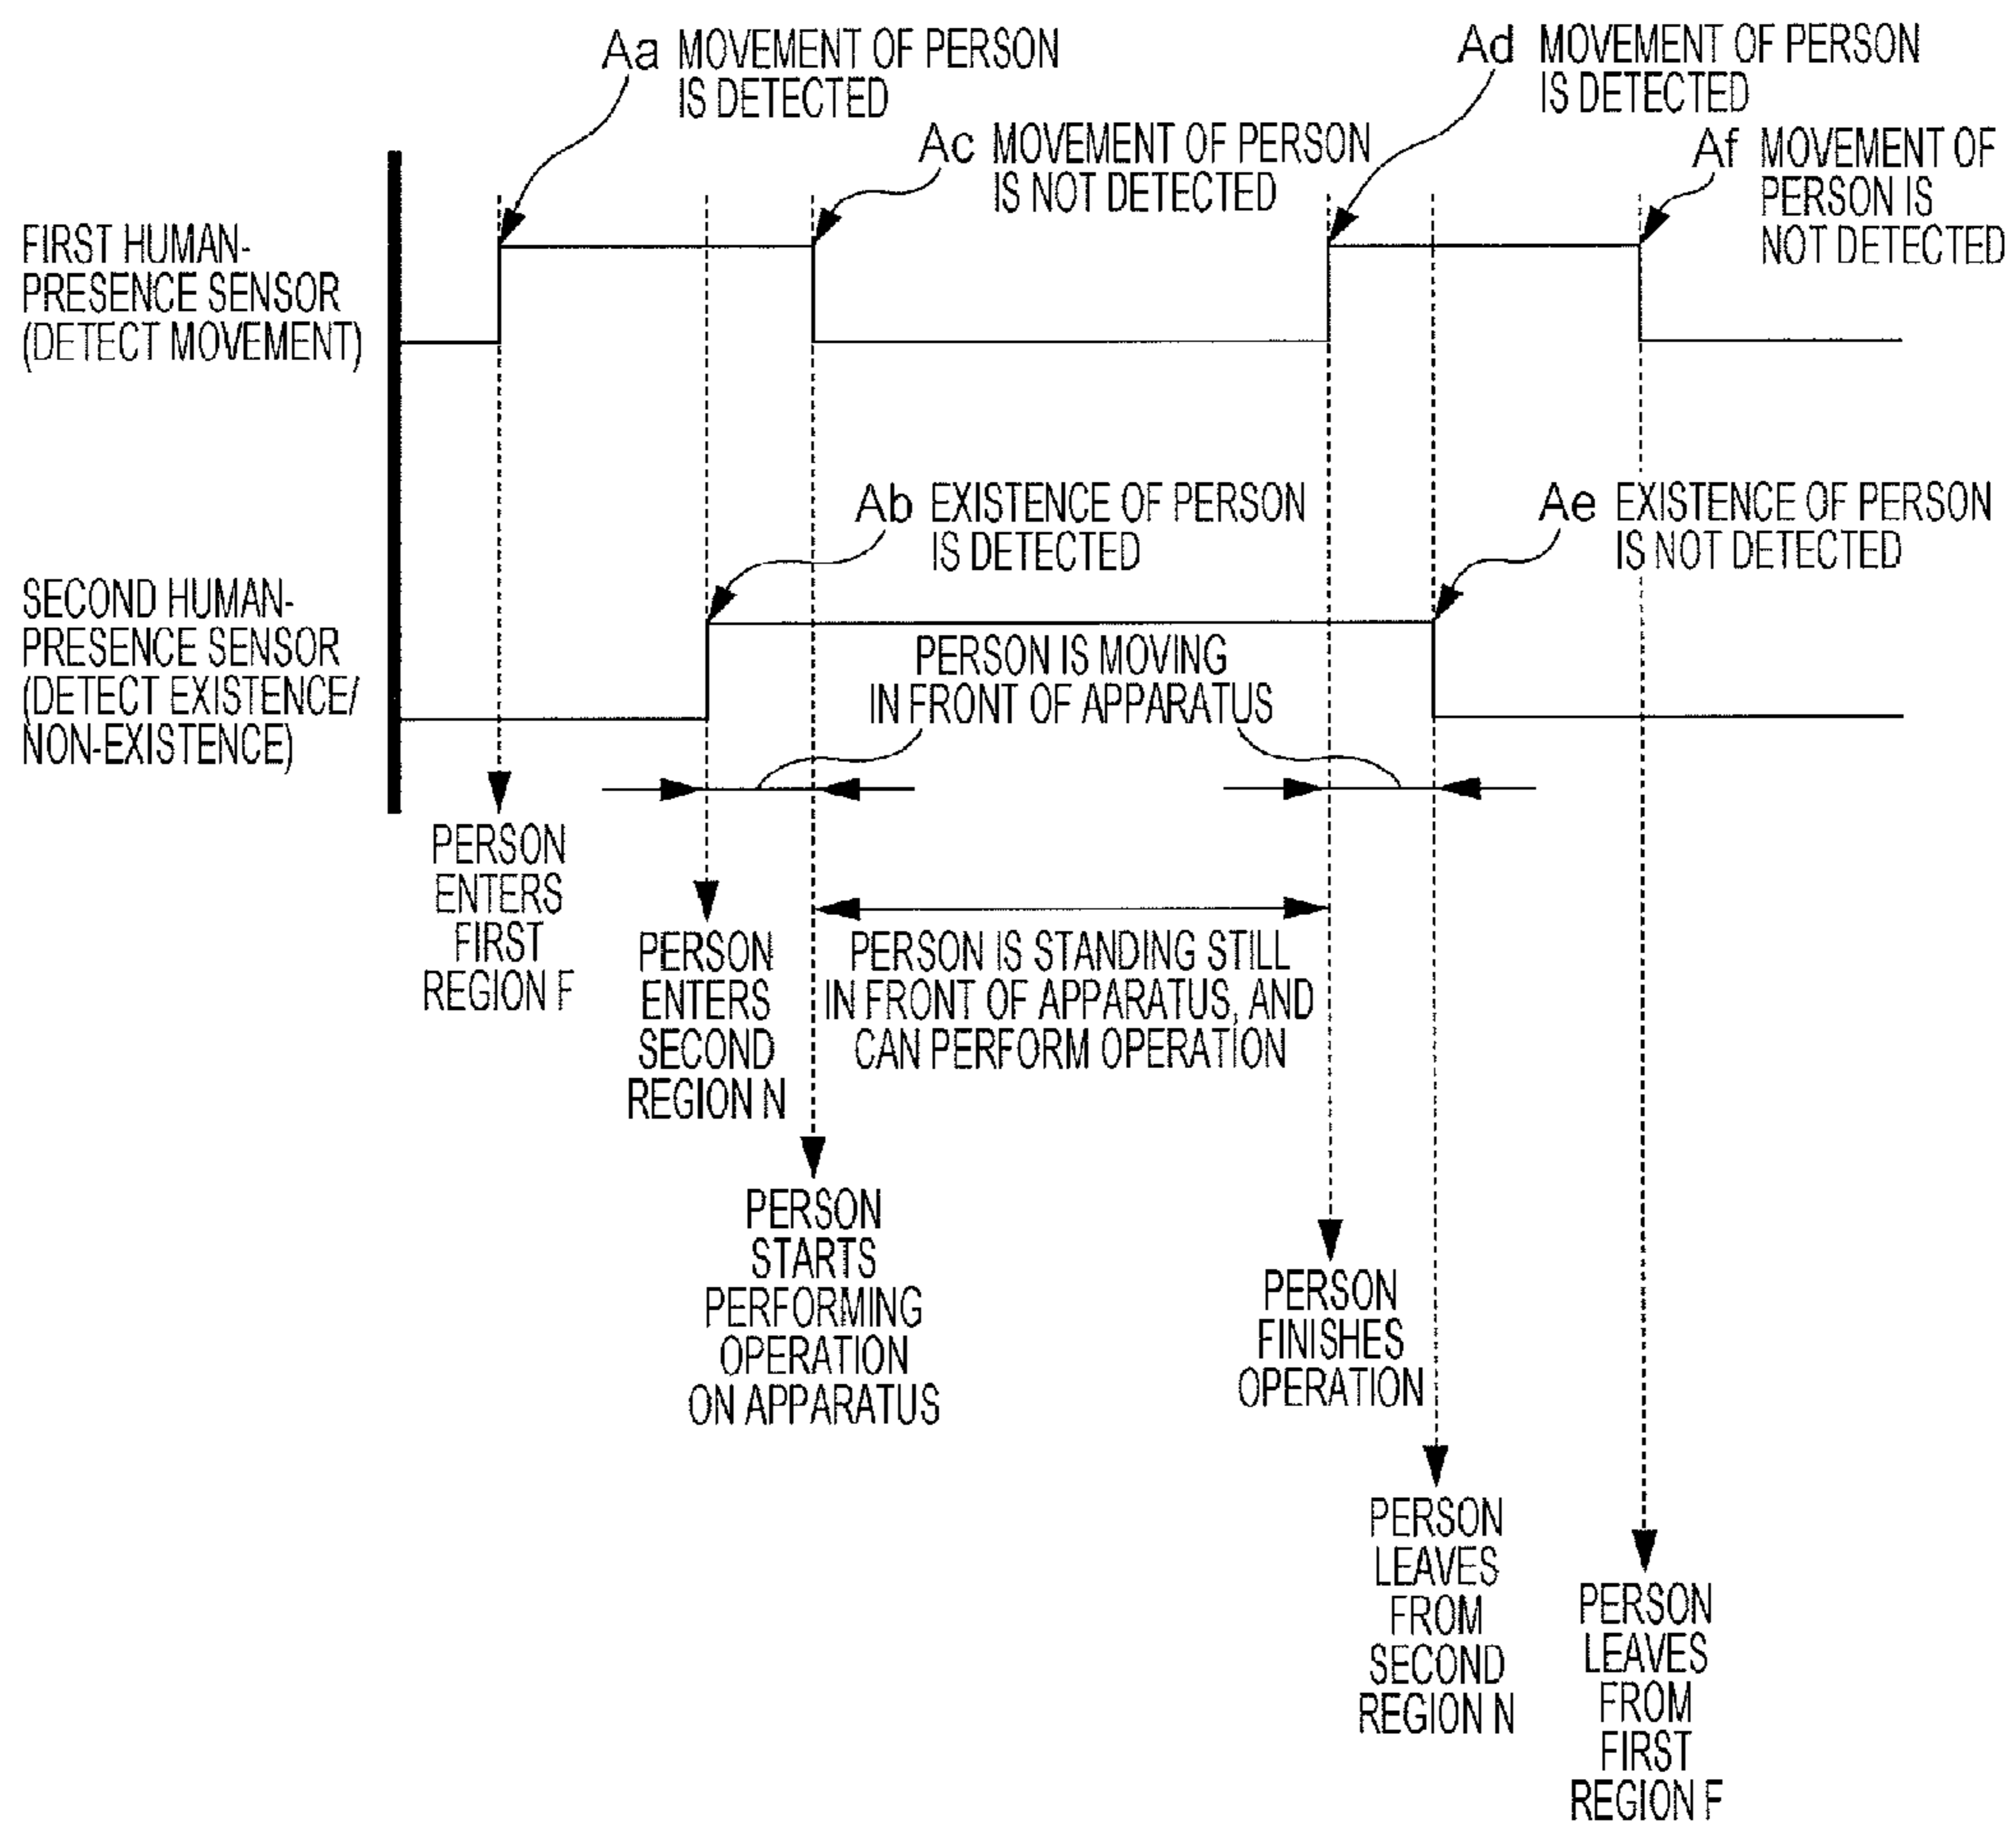 Aa MOVEMENT OF PERSON
IS DETECTED
Ad MOVEMENT OF PERSON
IS DETECTED
Ac MOVEMENT OF PERSON
IS NOT DETECTED
Af MOVEMENT OF
PERSON IS
NOT DETECTED
FIRST HUMAN-
PRESENCE SENSOR
(DETECT MOVEMENT)
Ab EXISTENCE OF PERSON
IS DETECTED
Ae EXISTENCE OF PERSON
IS NOT DETECTED
SECOND HUMAN-
PRESENCE SENSOR
(DETECT EXISTENCE/
NON-EXISTENCE)
PERSON IS MOVING
IN FRONT OF APPARATUS
PERSON
ENTERS
FIRST
REGION F
PERSON
ENTERS
SECOND
REGION N
PERSON IS STANDING STILL
IN FRONT OF APPARATUS, AND
CAN PERFORM OPERATION
PERSON
STARTS
PERFORMING
OPERATION
ON APPARATUS
PERSON
FINISHES
OPERATION
PERSON
LEAVES
FROM
SECOND
REGION N
PERSON
LEAVES
FROM
FIRST
REGION F